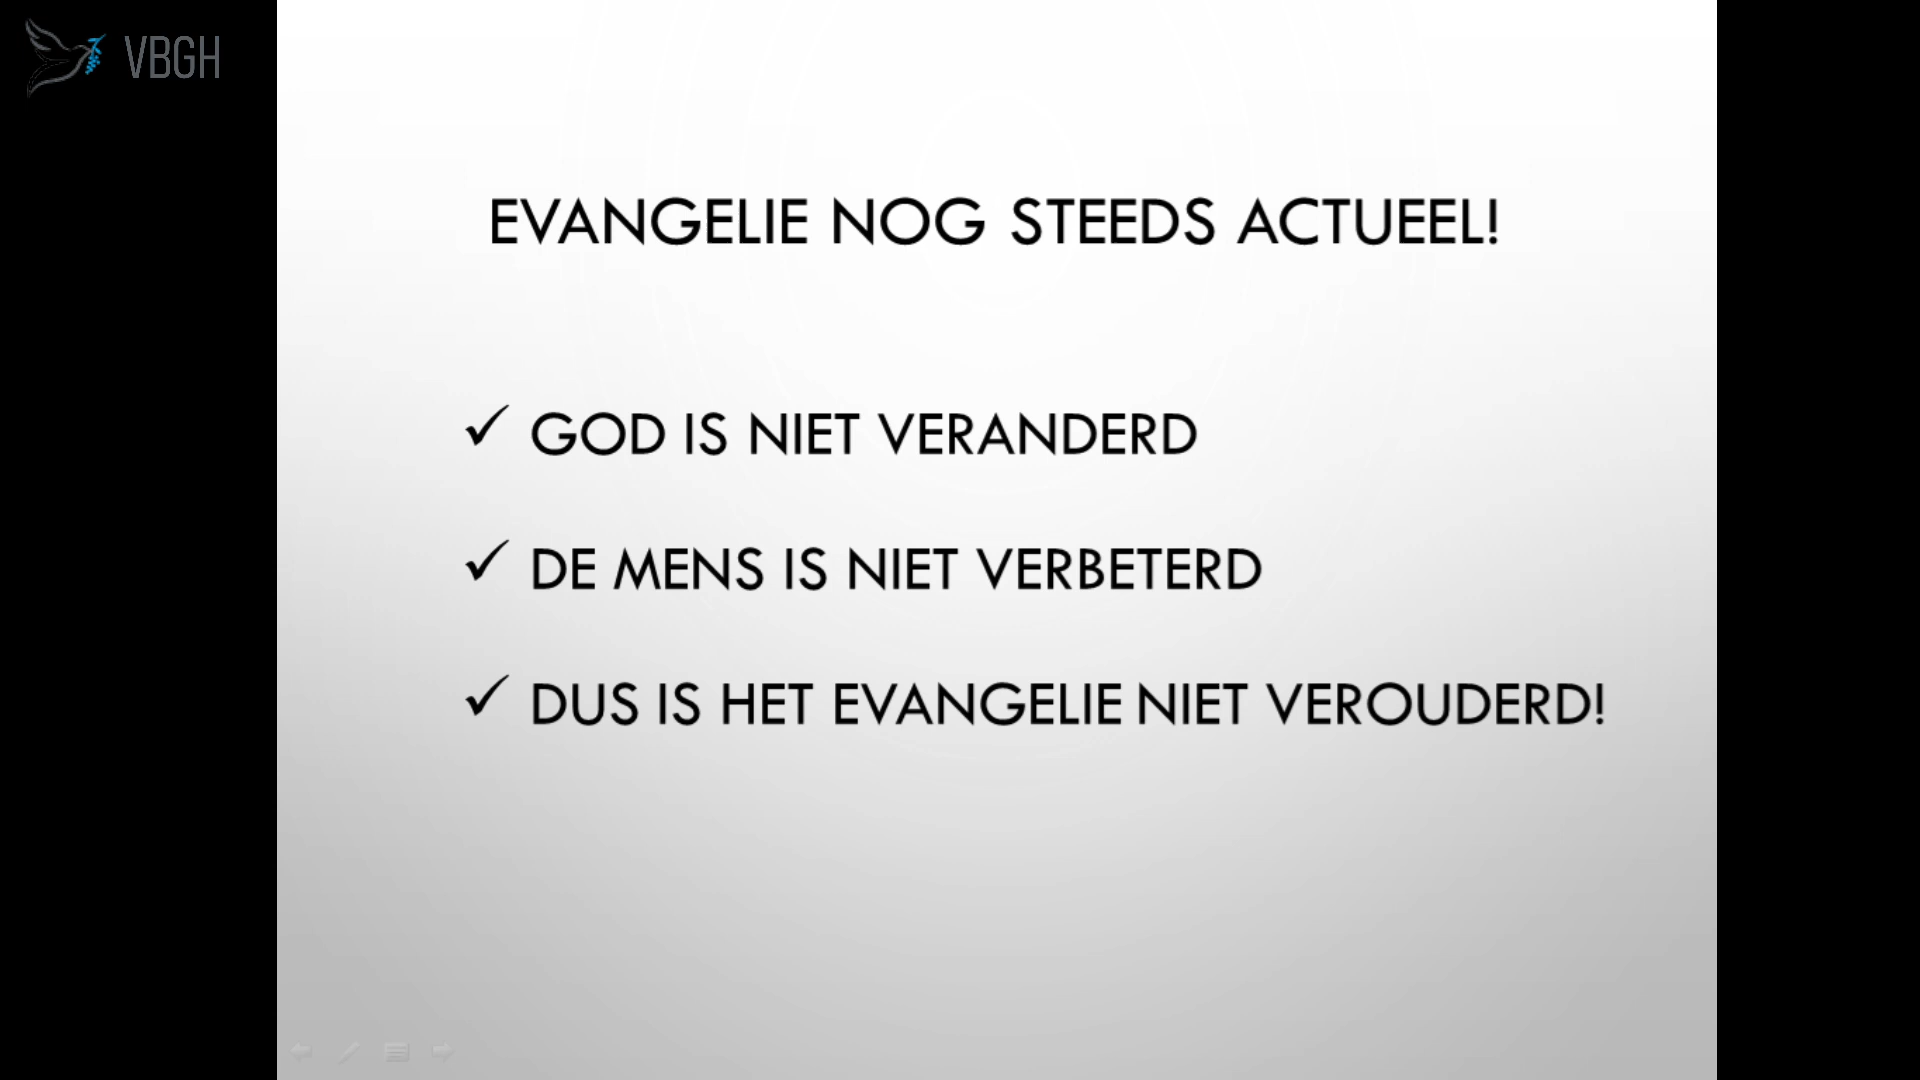 VBGH
EVANGELIE NOG STEEDS ACTUEEL!
✓ GOD IS NIET VERANDERD
✓ DE MENS IS NIET VERBETERD
✓ DUS IS HET EVANGELIE NIET VEROUDERD!